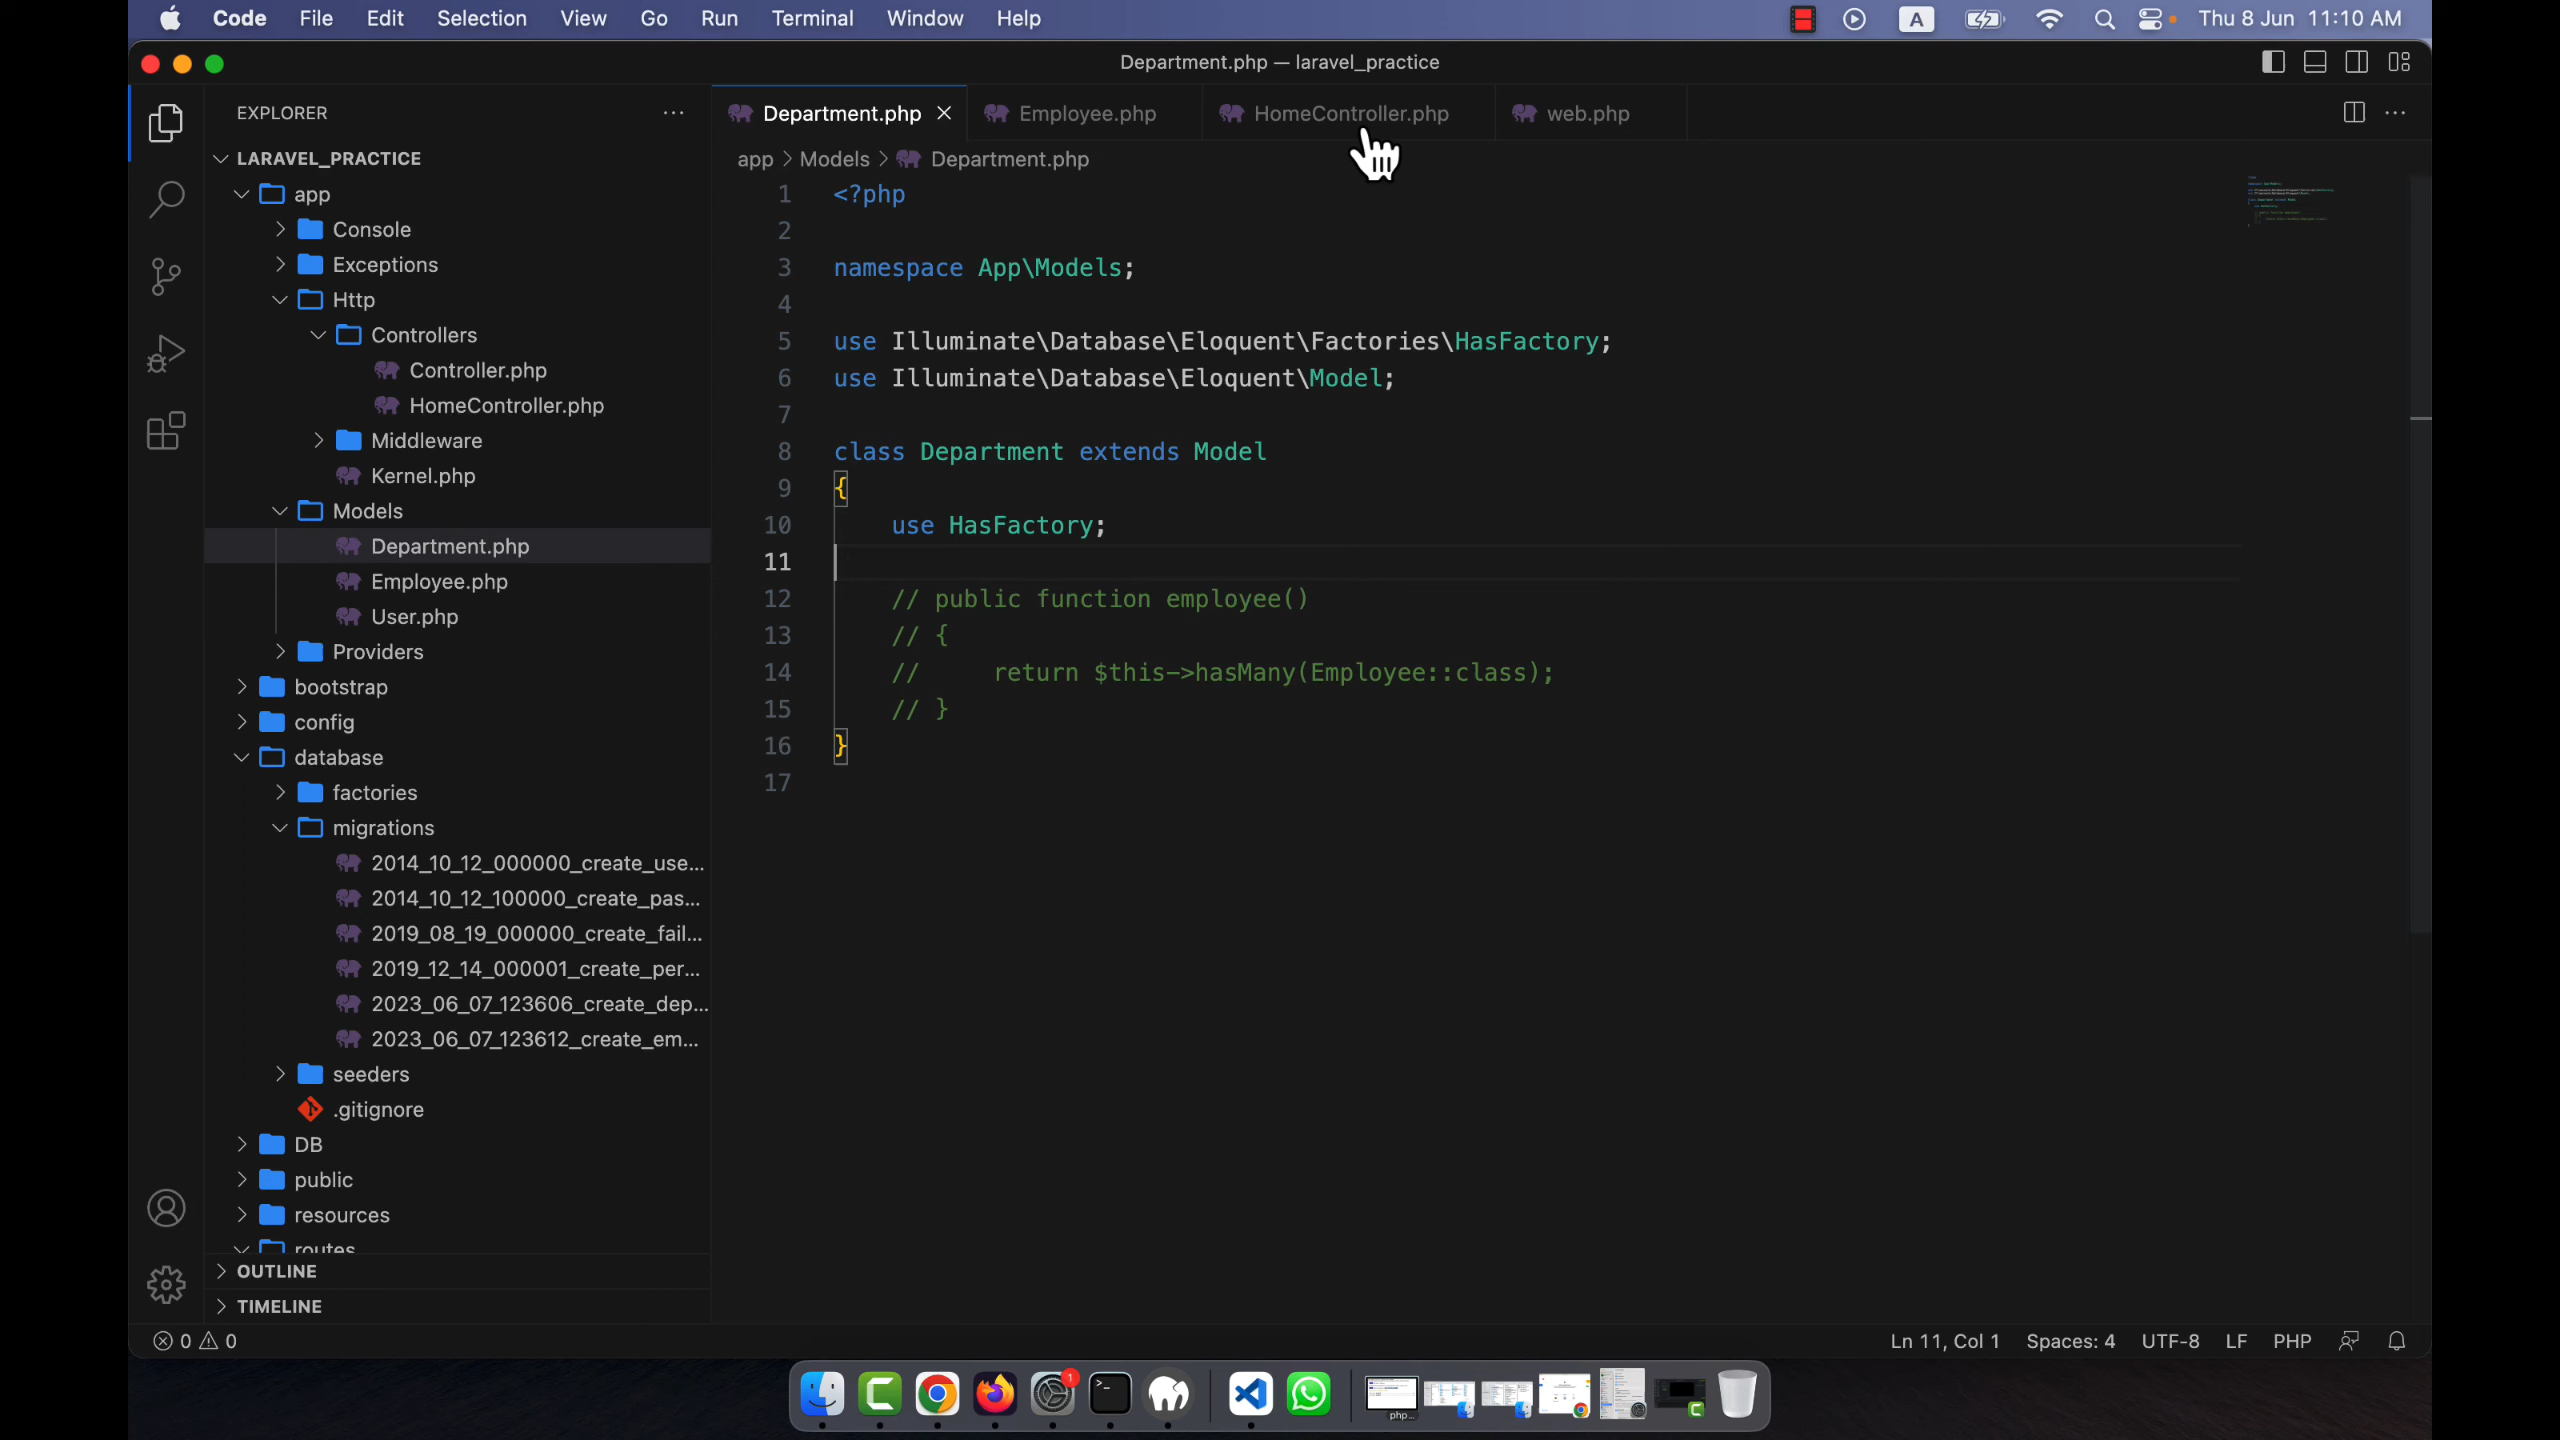 Code File Edit Selection View Go Run Terminal Window Help
A
Thu 8 Jun 11:10 AM
Department.php — laravel_practice
EXPLORER
LARAVEL_PRACTICE
app
Console
Exceptions
Http
Controllers
Controller.php
HomeController.php
Middleware
Kernel.php
Models
Department.php
Employee.php
User.php
Providers
bootstrap
config
database
factories
migrations
2014_10_12_000000_create_use...
2014_10_12_100000_create_pas...
2019_08_19_000000_create_fail...
2019_12_14_000001_create_per...
2023_06_07_123606_create_dep...
2023_06_07_123612_create_em...
seeders
.gitignore
DB
public
resources
routes
OUTLINE
TIMELINE
Department.php Employee.php HomeController.php web.php
app > Models > Department.php
1 <?php
2
3 namespace App\Models;
4
5 use Illuminate\Database\Eloquent\Factories\HasFactory;
6 use Illuminate\Database\Eloquent\Model;
7
8 class Department extends Model
9 {
10 use HasFactory;
11
12 // public function employee()
13 // {
14 // return $this->hasMany(Employee::class);
15 // }
16 }
17
0 0
Ln 11, Col 1 Spaces: 4 UTF-8 LF PHP
1
php...